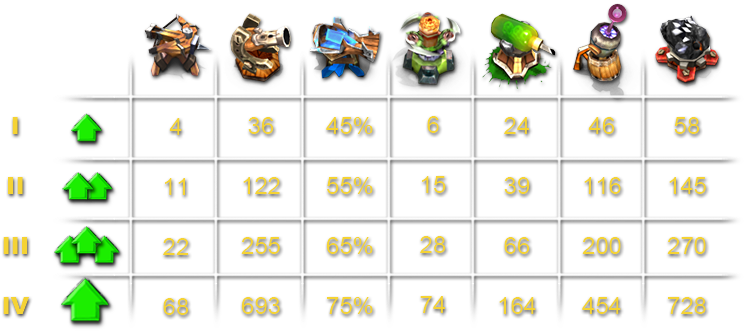 I 4 36 45% 6 24 46 58
II 11 122 55% 15 39 116 145
III 22 255 65% 28 66 200 270
IV 68 693 75% 74 164 454 728